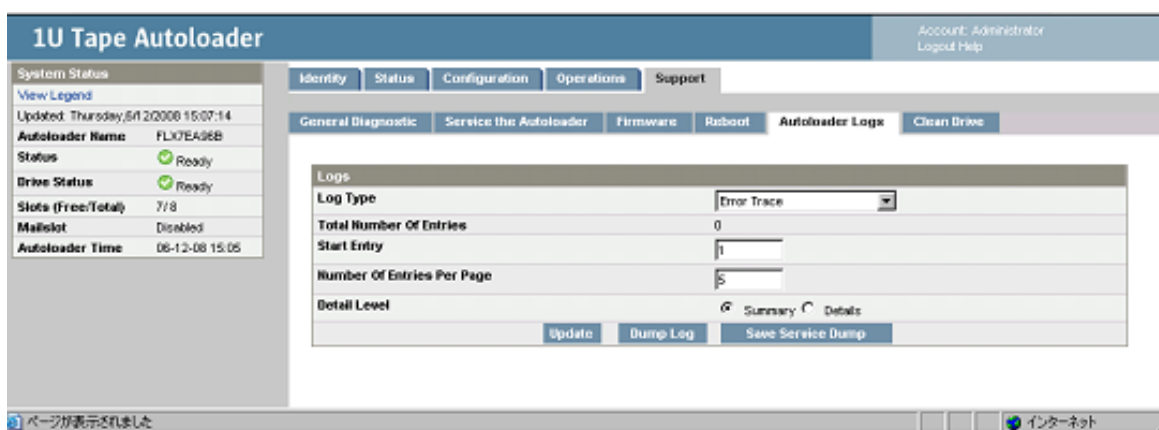 1U Tape Autoloader
Account: Administrator
Logout Help
System Status
View Legend
Updated: Thursday,6/12/2008 15:07:14
Autoloader Name FLX7EA96B
Status Ready
Drive Status Ready
Slots (Free/Total) 7/8
Mailslot Disabled
Autoloader Time 06-12-08 15:05
Identity Status Configuration Operations Support
General Diagnostic Service the Autoloader Firmware Reboot Autoloader Logs Clean Drive
Logs
Log Type Error Trace
Total Number Of Entries 0
Start Entry 1
Number Of Entries Per Page 5
Detail Level Summary Details
Update Dump Log Save Service Dump
ページが表示されました インターネット